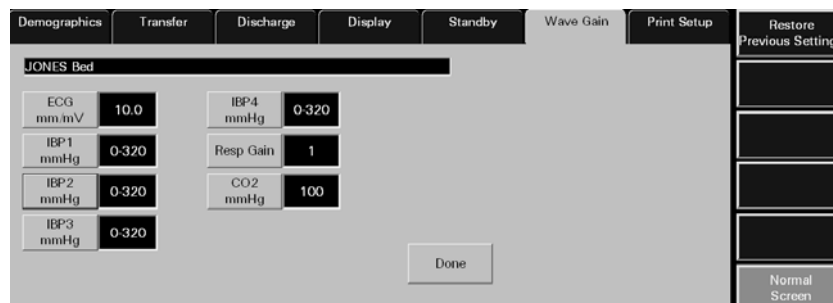 Demographics Transfer Discharge Display Standby Wave Gain Print Setup
Restore
Previous Setting
JONES Bed
ECG
mm/mV
10.0
IBP4
mmHg
0-320
IBP1
mmHg
0-320
Resp Gain
1
IBP2
mmHg
0-320
CO2
mmHg
100
IBP3
mmHg
0-320
Done
Normal
Screen